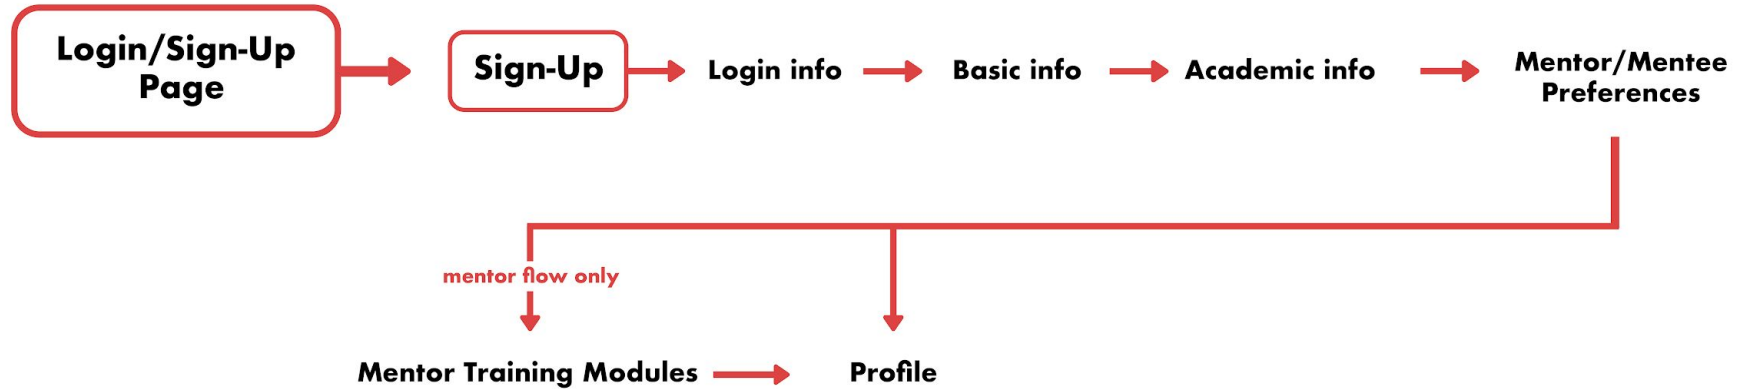 Login/Sign-Up
Page
Sign-Up
Login info
Basic info
Academic info
Mentor/Mentee
Preferences
mentor flow only
Mentor Training Modules
Profile